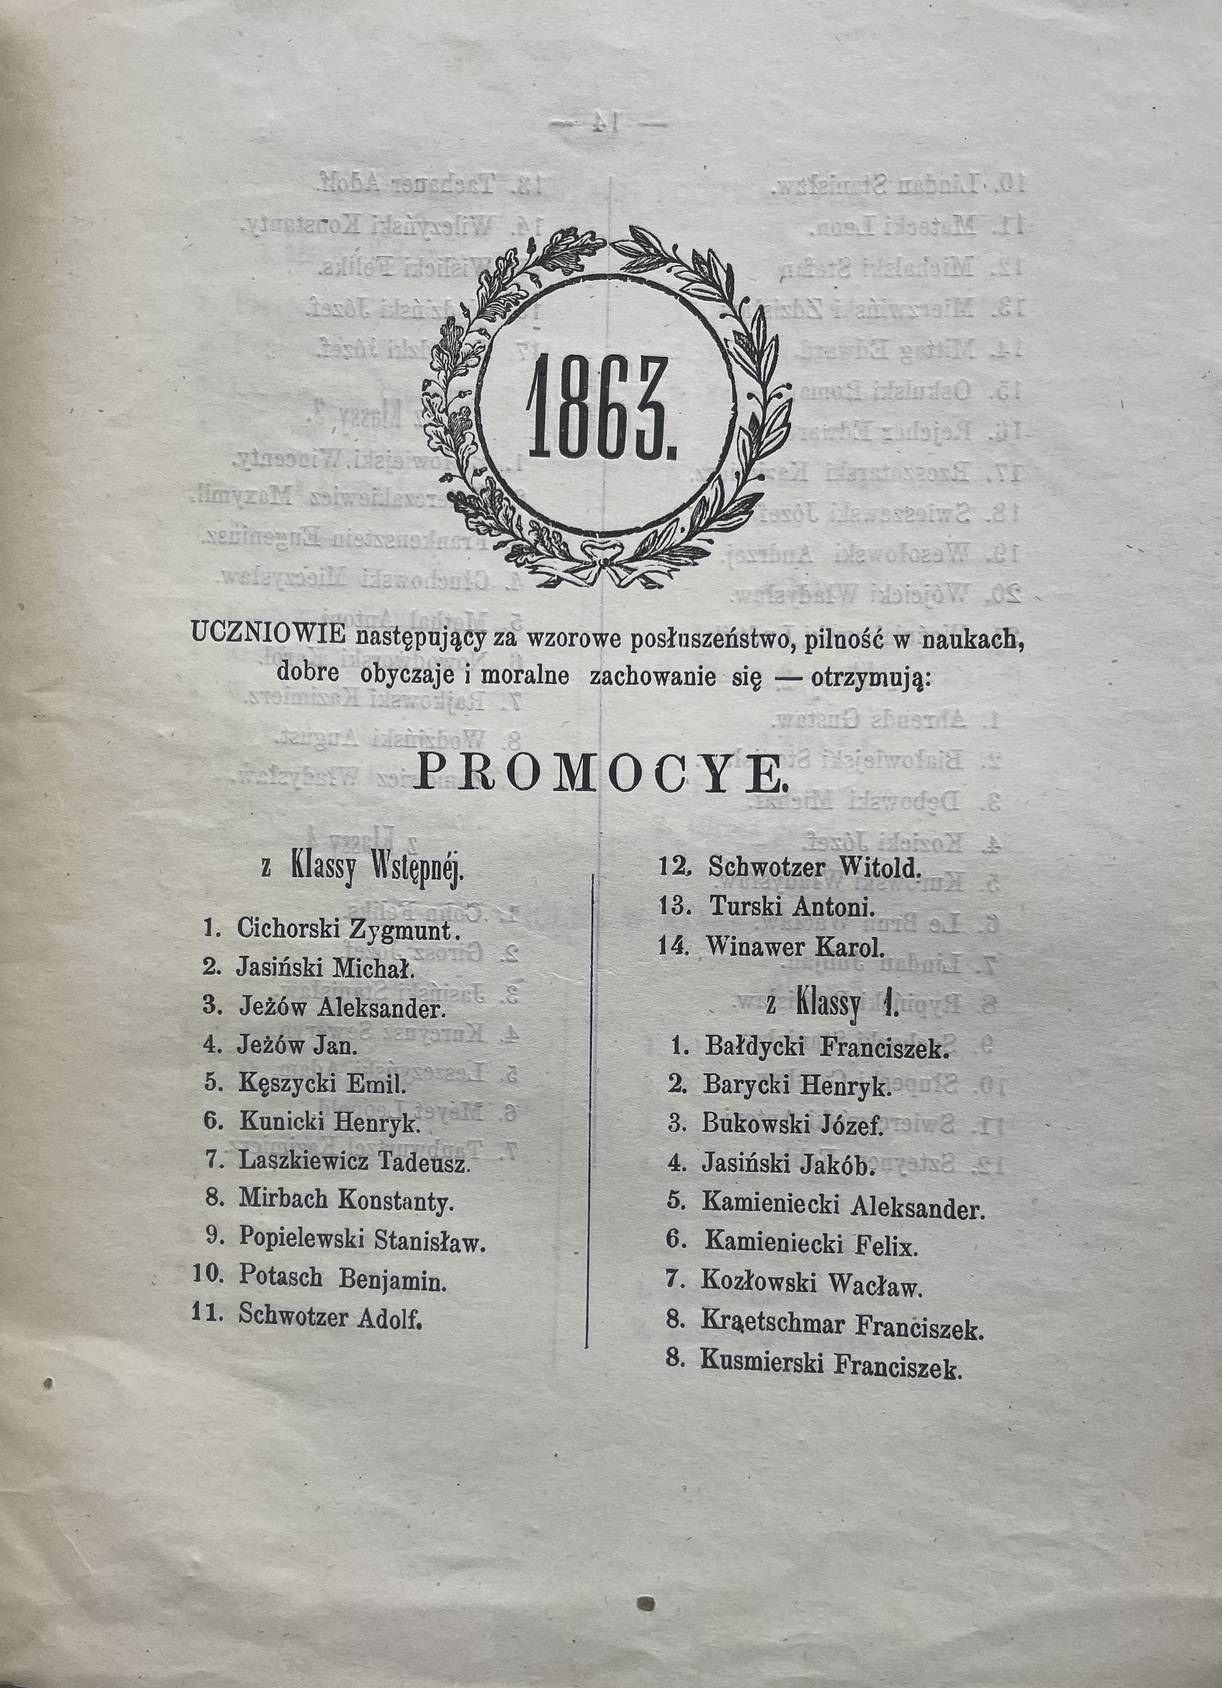 1863.
UCZNIOWIE następujący za wzorowe posłuszeństwo, pilność w naukach,
dobre obyczaje i moralne zachowanie się — otrzymują:
PROMOCYE.
z Klassy Wstępnéj.
1. Cichorski Zygmunt.
2. Jasiński Michał.
3. Jeżów Aleksander.
4. Jeżów Jan.
5. Kęszycki Emil.
6. Kunicki Henryk.
7. Laszkiewicz Tadeusz.
8. Mirbach Konstanty.
9. Popielewski Stanisław.
10. Potasch Benjamin.
11. Schwotzer Adolf.
12. Schwotzer Witold.
13. Turski Antoni.
14. Winawer Karol.
z Klassy 1.
1. Bałdycki Franciszek.
2. Barycki Henryk.
3. Bukowski Józef.
4. Jasiński Jakób.
5. Kamieniecki Aleksander.
6. Kamieniecki Felix.
7. Kozłowski Wacław.
8. Krąetschmar Franciszek.
8. Kusmierski Franciszek.